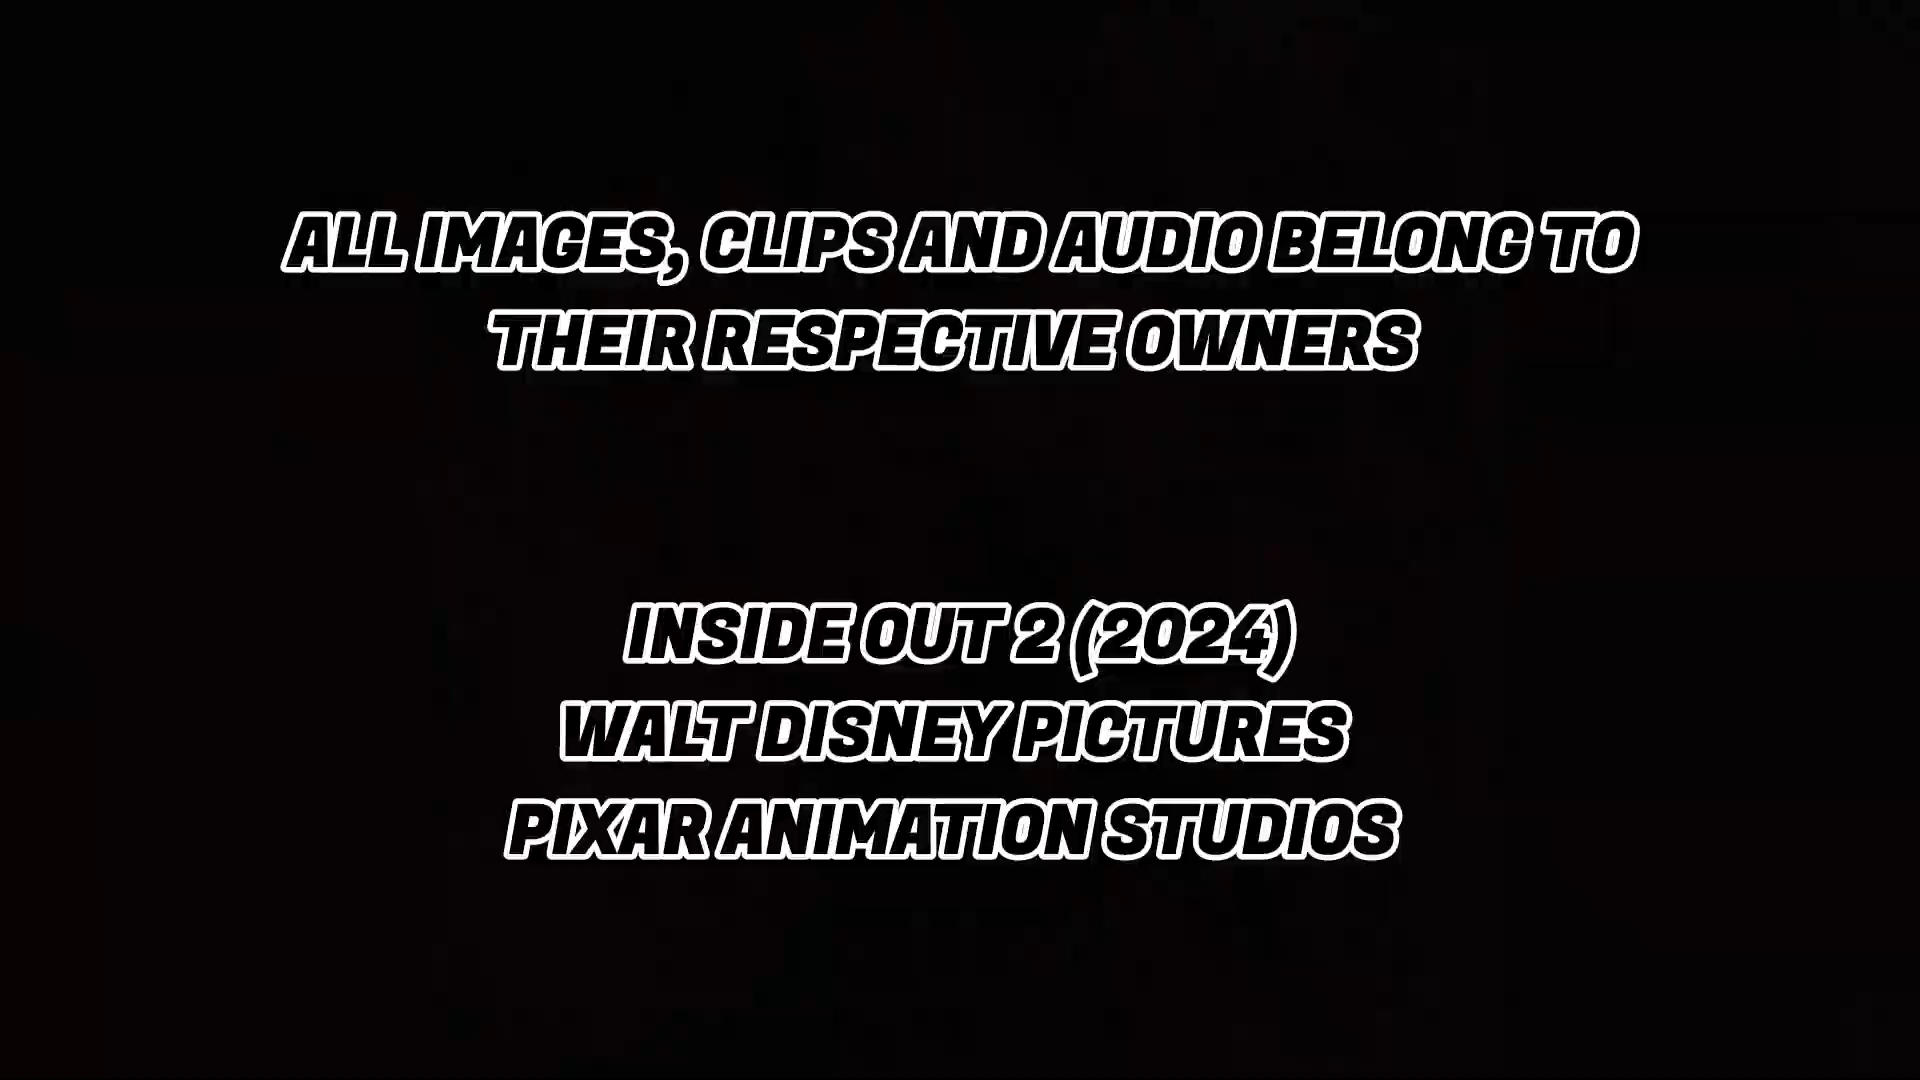 ALL IMAGES, CLIPS AND AUDIO BELONG TO
THEIR RESPECTIVE OWNERS
INSIDE OUT 2 (2024)
WALT DISNEY PICTURES
PIXAR ANIMATION STUDIOS